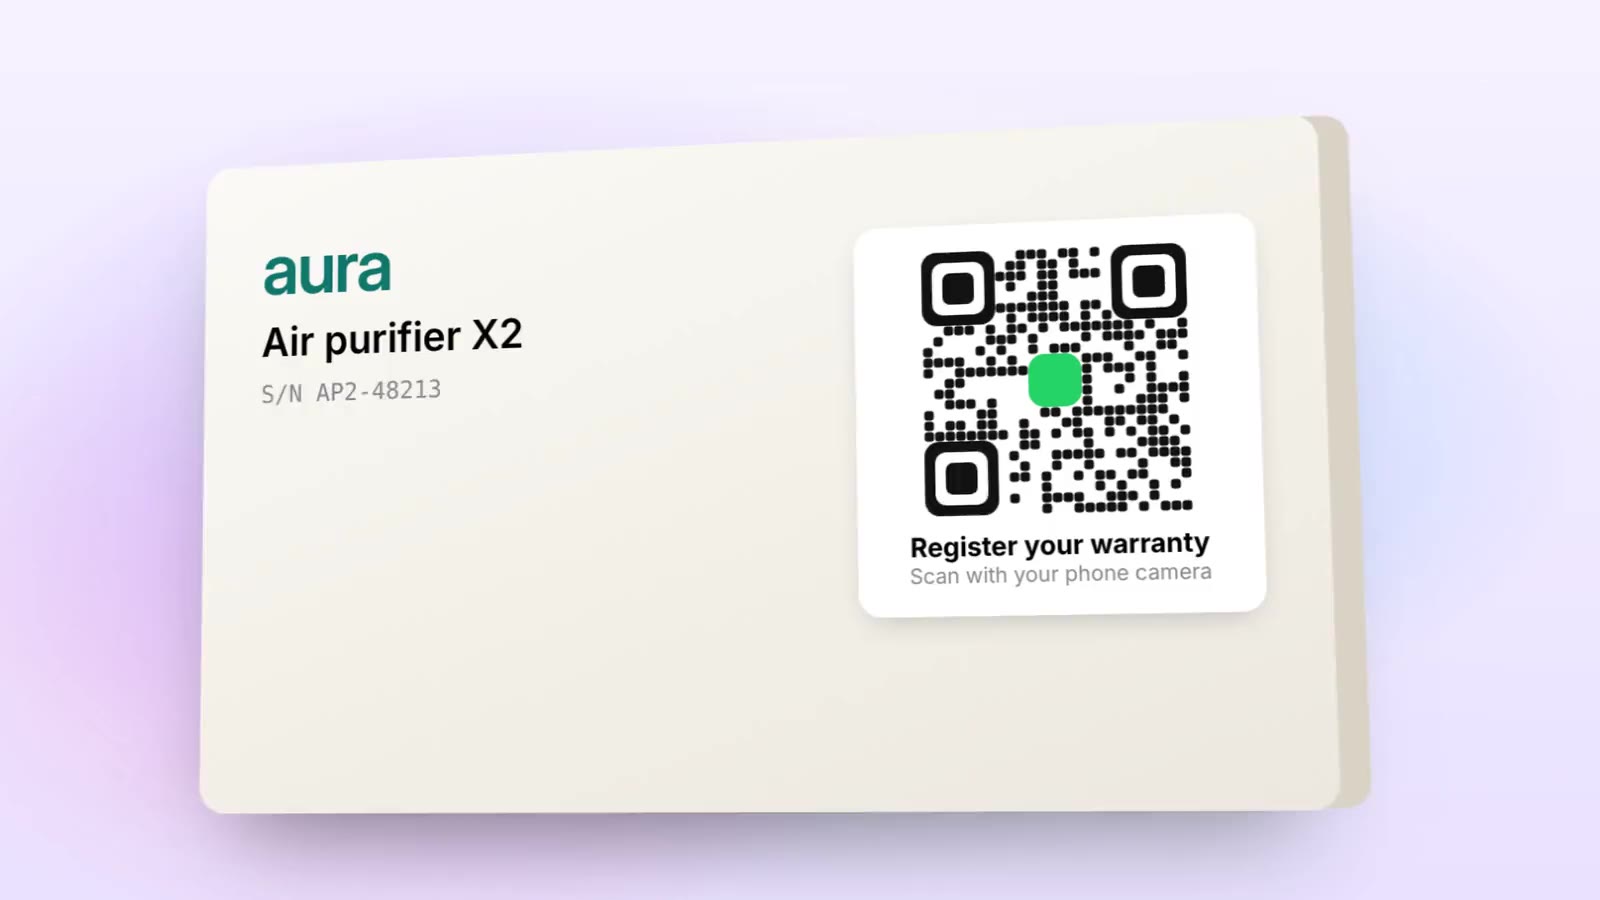 aura
Air purifier X2
S/N AP2-48213
Register your warranty
Scan with your phone camera